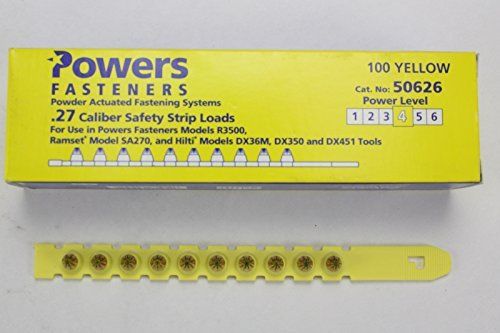 Powers
FASTENERS
Powder Actuated Fastening Systems
.27 Caliber Safety Strip Loads
For Use in Powers Fasteners Models R3500,
Ramset® Model SA270, and Hilti® Models DX36M, DX350 and DX451 Tools
100 YELLOW
Cat. No: 50626
Power Level
1 2 3 4 5 6